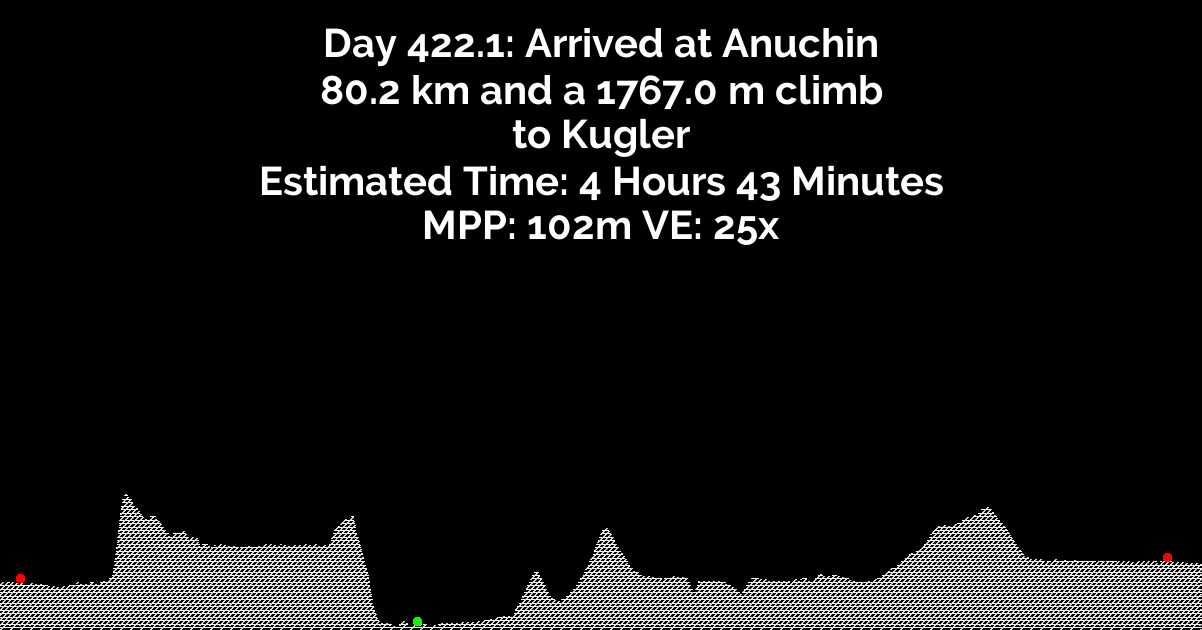 Day 422.1: Arrived at Anuchin
80.2 km and a 1767.0 m climb
to Kugler
Estimated Time: 4 Hours 43 Minutes
MPP: 102m VE: 25x